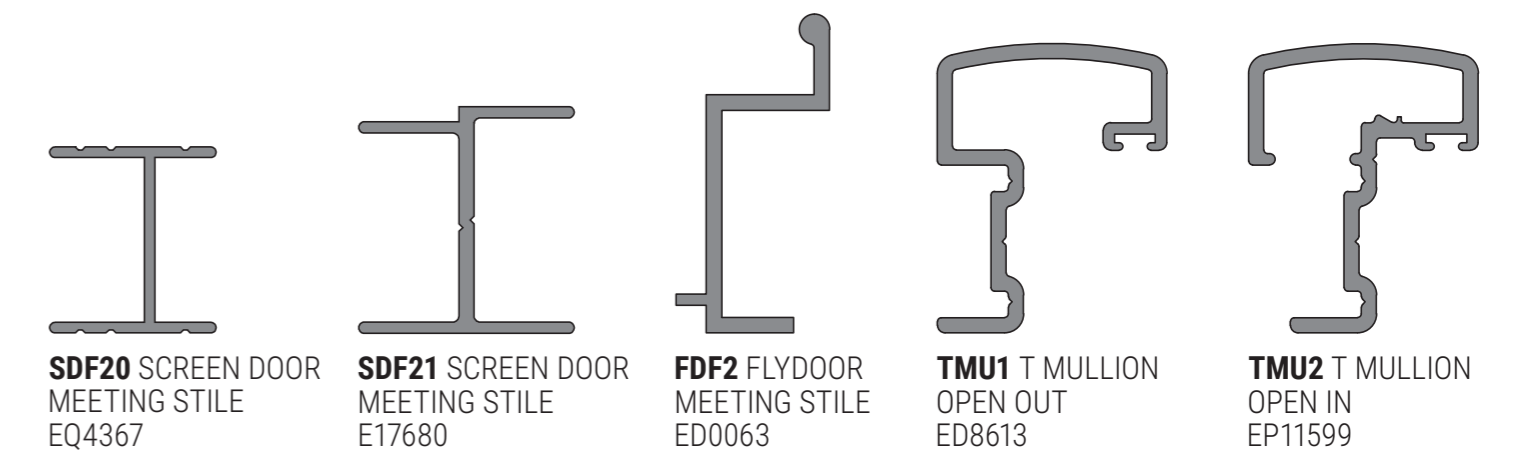 SDF20 SCREEN DOOR
MEETING STILE
EQ4367
SDF21 SCREEN DOOR
MEETING STILE
E17680
FDF2 FLYDOOR
MEETING STILE
ED0063
TMU1 T MULLION
OPEN OUT
ED8613
TMU2 T MULLION
OPEN IN
EP11599